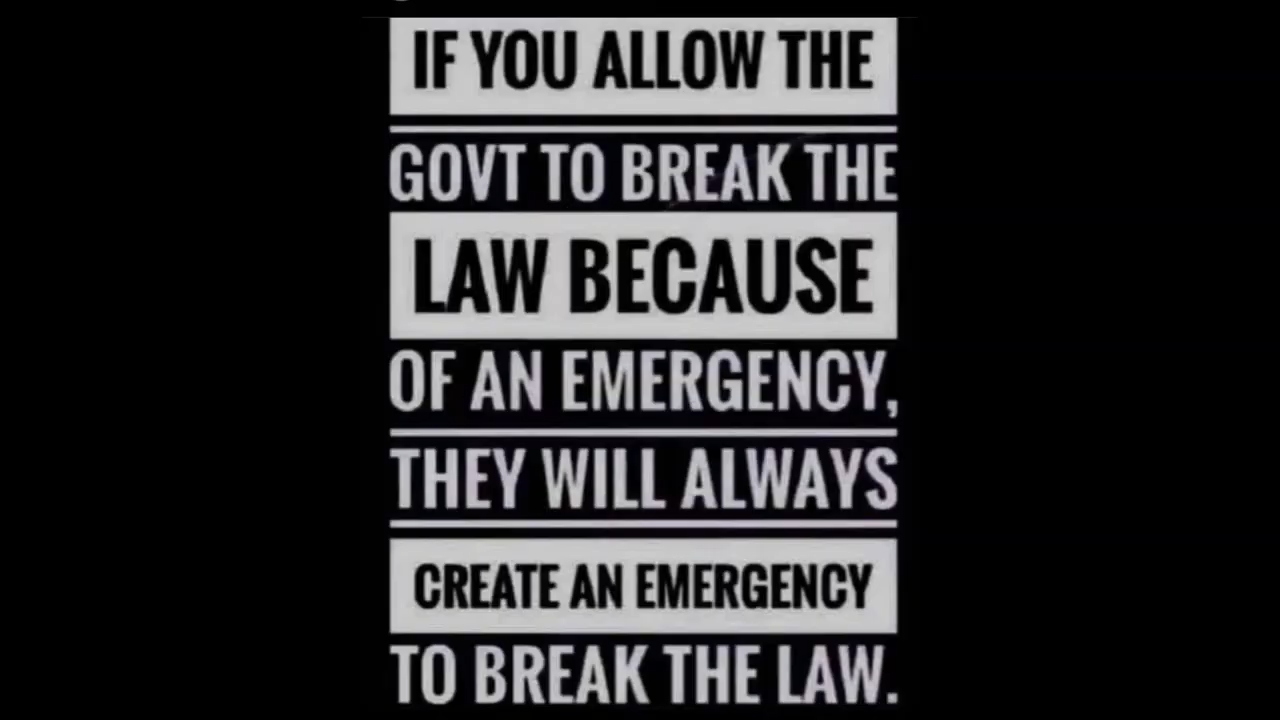 IF YOU ALLOW THE
GOVT TO BREAK THE
LAW BECAUSE
OF AN EMERGENCY,
THEY WILL ALWAYS
CREATE AN EMERGENCY
TO BREAK THE LAW.